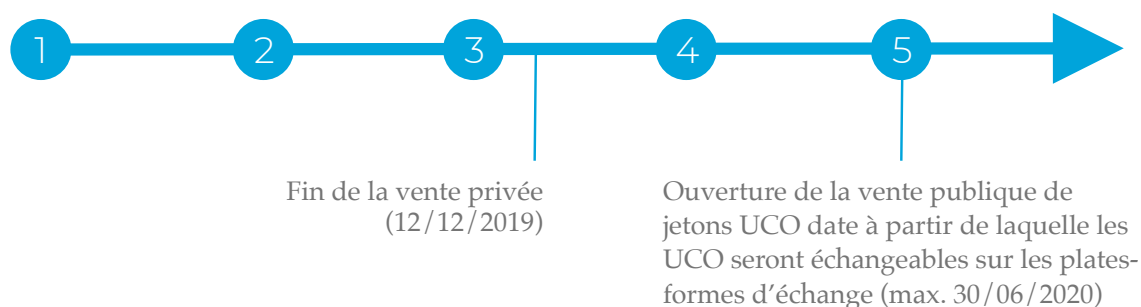 1 2 3 4 5
Fin de la vente privée
(12/12/2019)
Ouverture de la vente publique de
jetons UCO date à partir de laquelle les
UCO seront échangeables sur les plates-
formes d’échange (max. 30/06/2020)